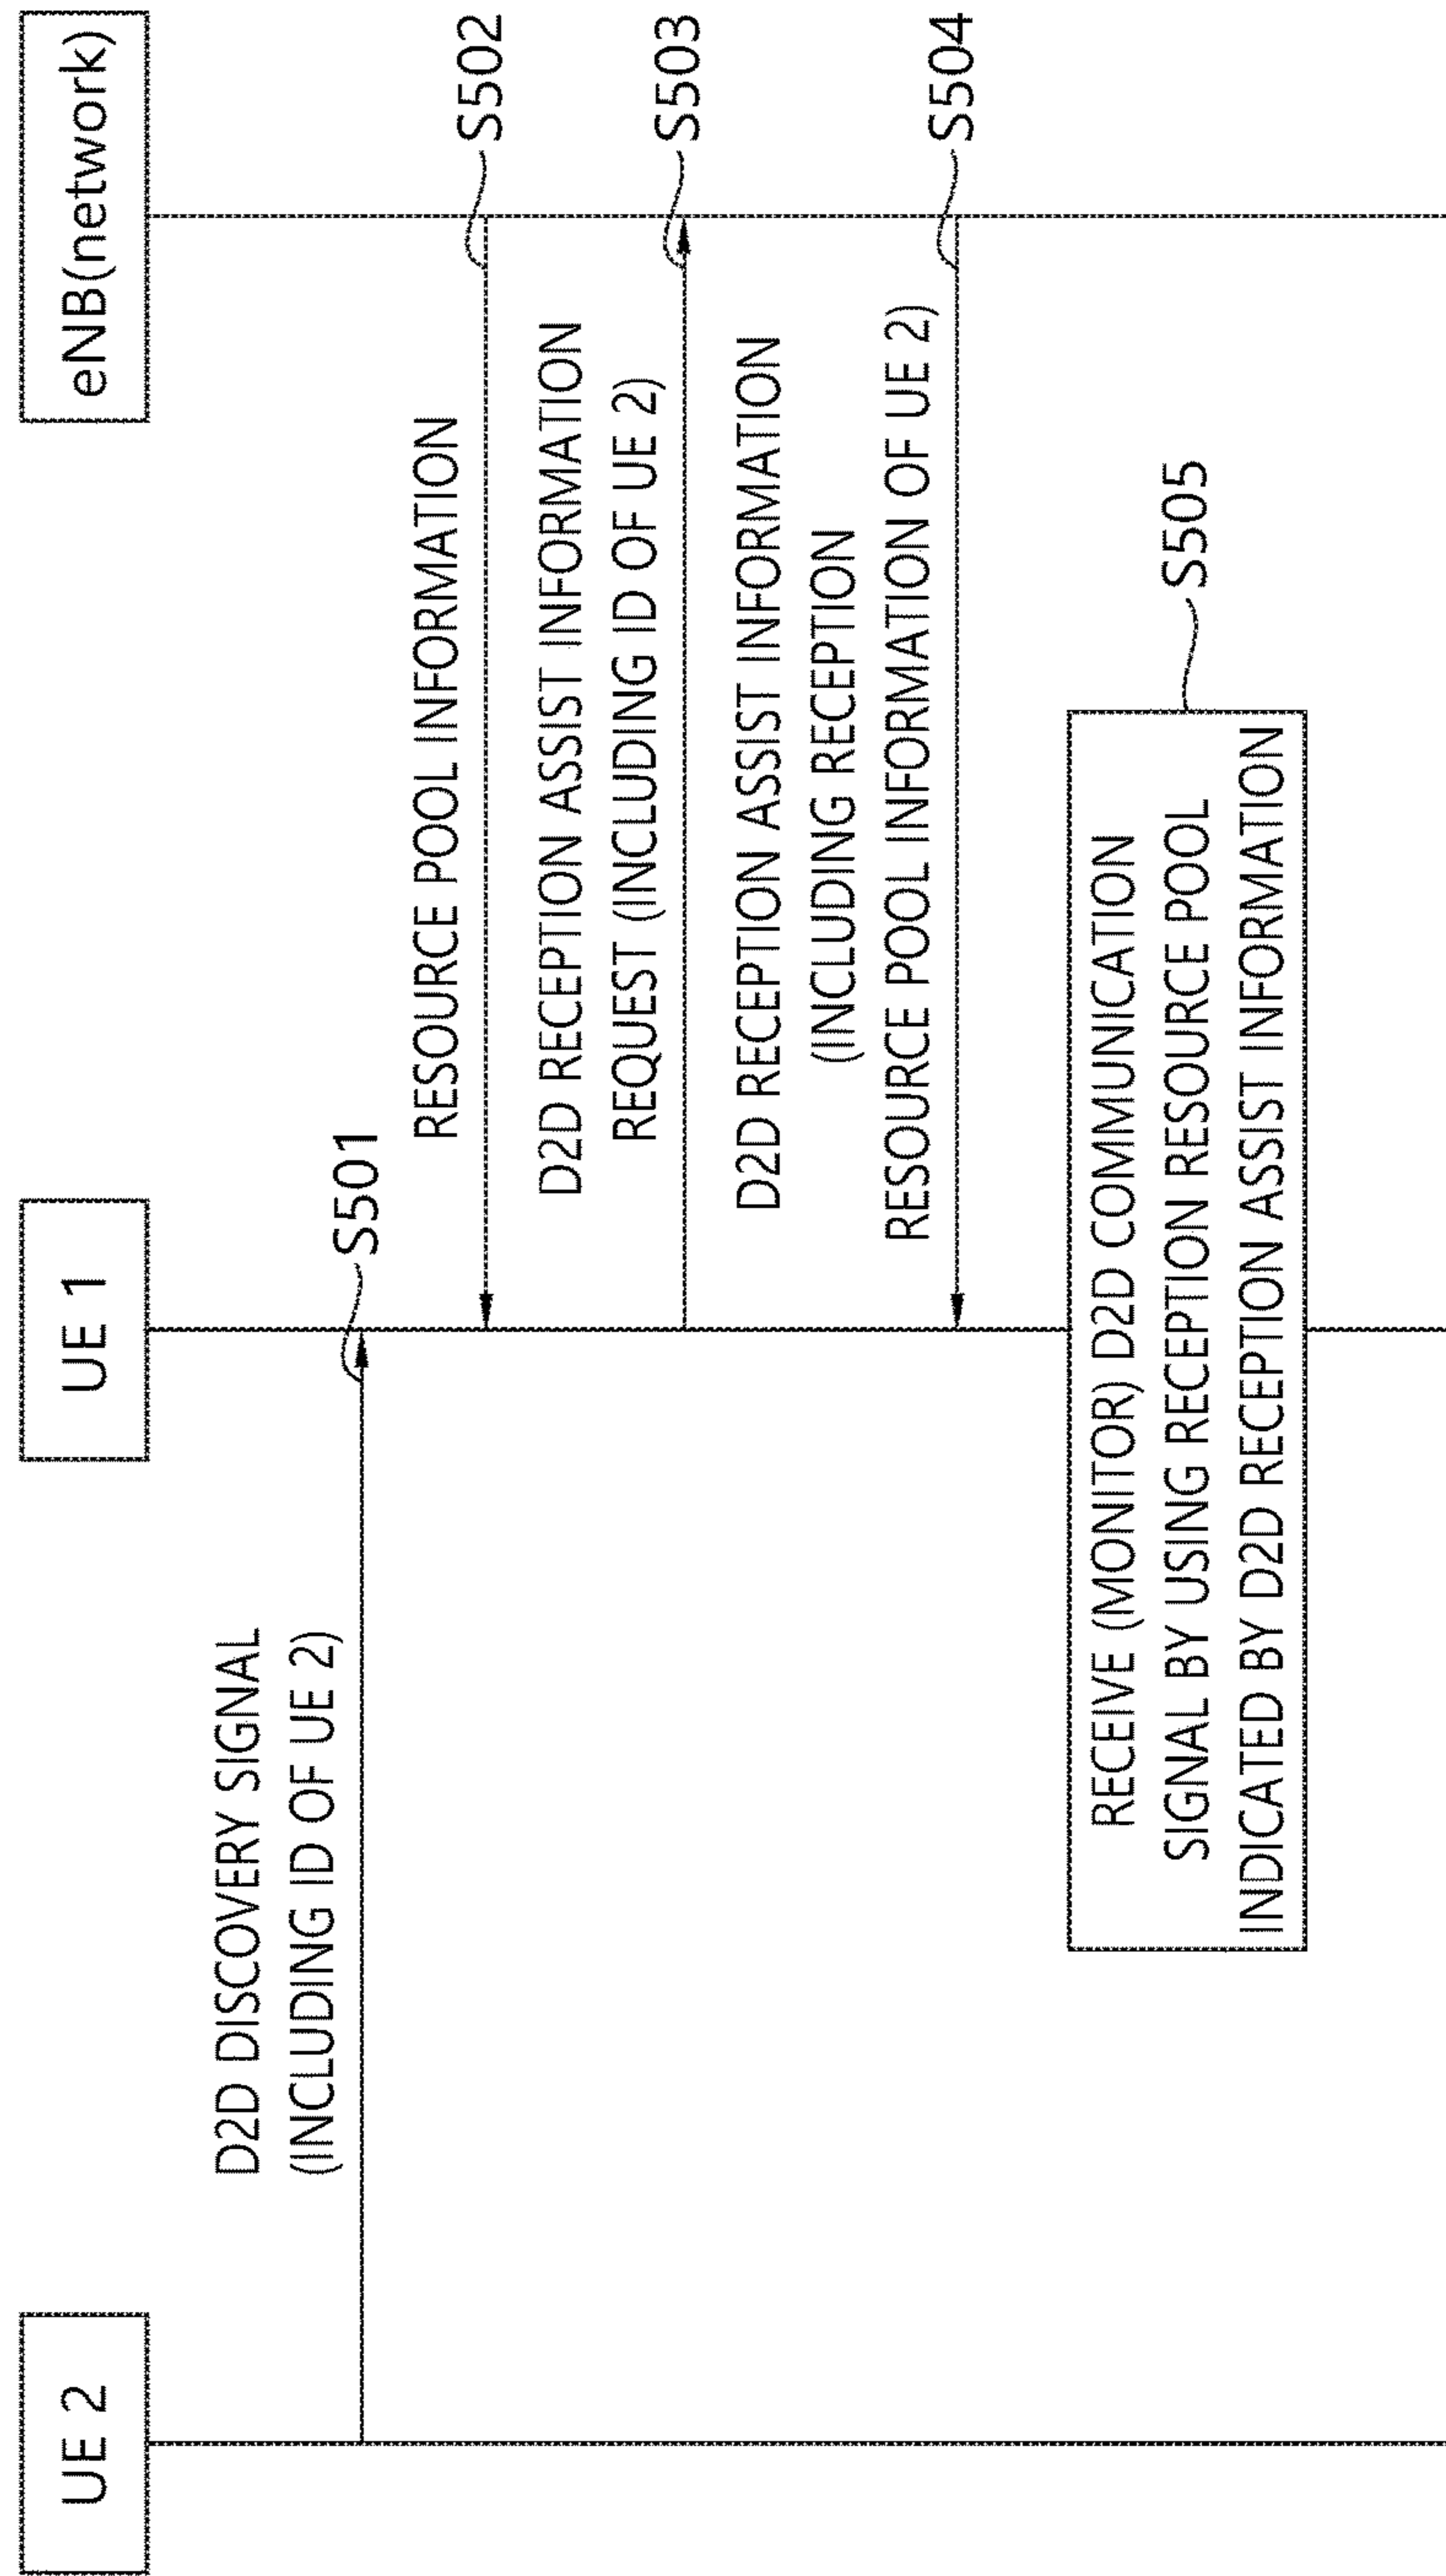 UE 2
UE 1
eNB(network)
D2D DISCOVERY SIGNAL
(INCLUDING ID OF UE 2)
S501
RESOURCE POOL INFORMATION
S502
D2D RECEPTION ASSIST INFORMATION
REQUEST (INCLUDING ID OF UE 2)
S503
D2D RECEPTION ASSIST INFORMATION
(INCLUDING RECEPTION
RESOURCE POOL INFORMATION OF UE 2)
S504
RECEIVE (MONITOR) D2D COMMUNICATION
SIGNAL BY USING RECEPTION RESOURCE POOL
INDICATED BY D2D RECEPTION ASSIST INFORMATION
S505